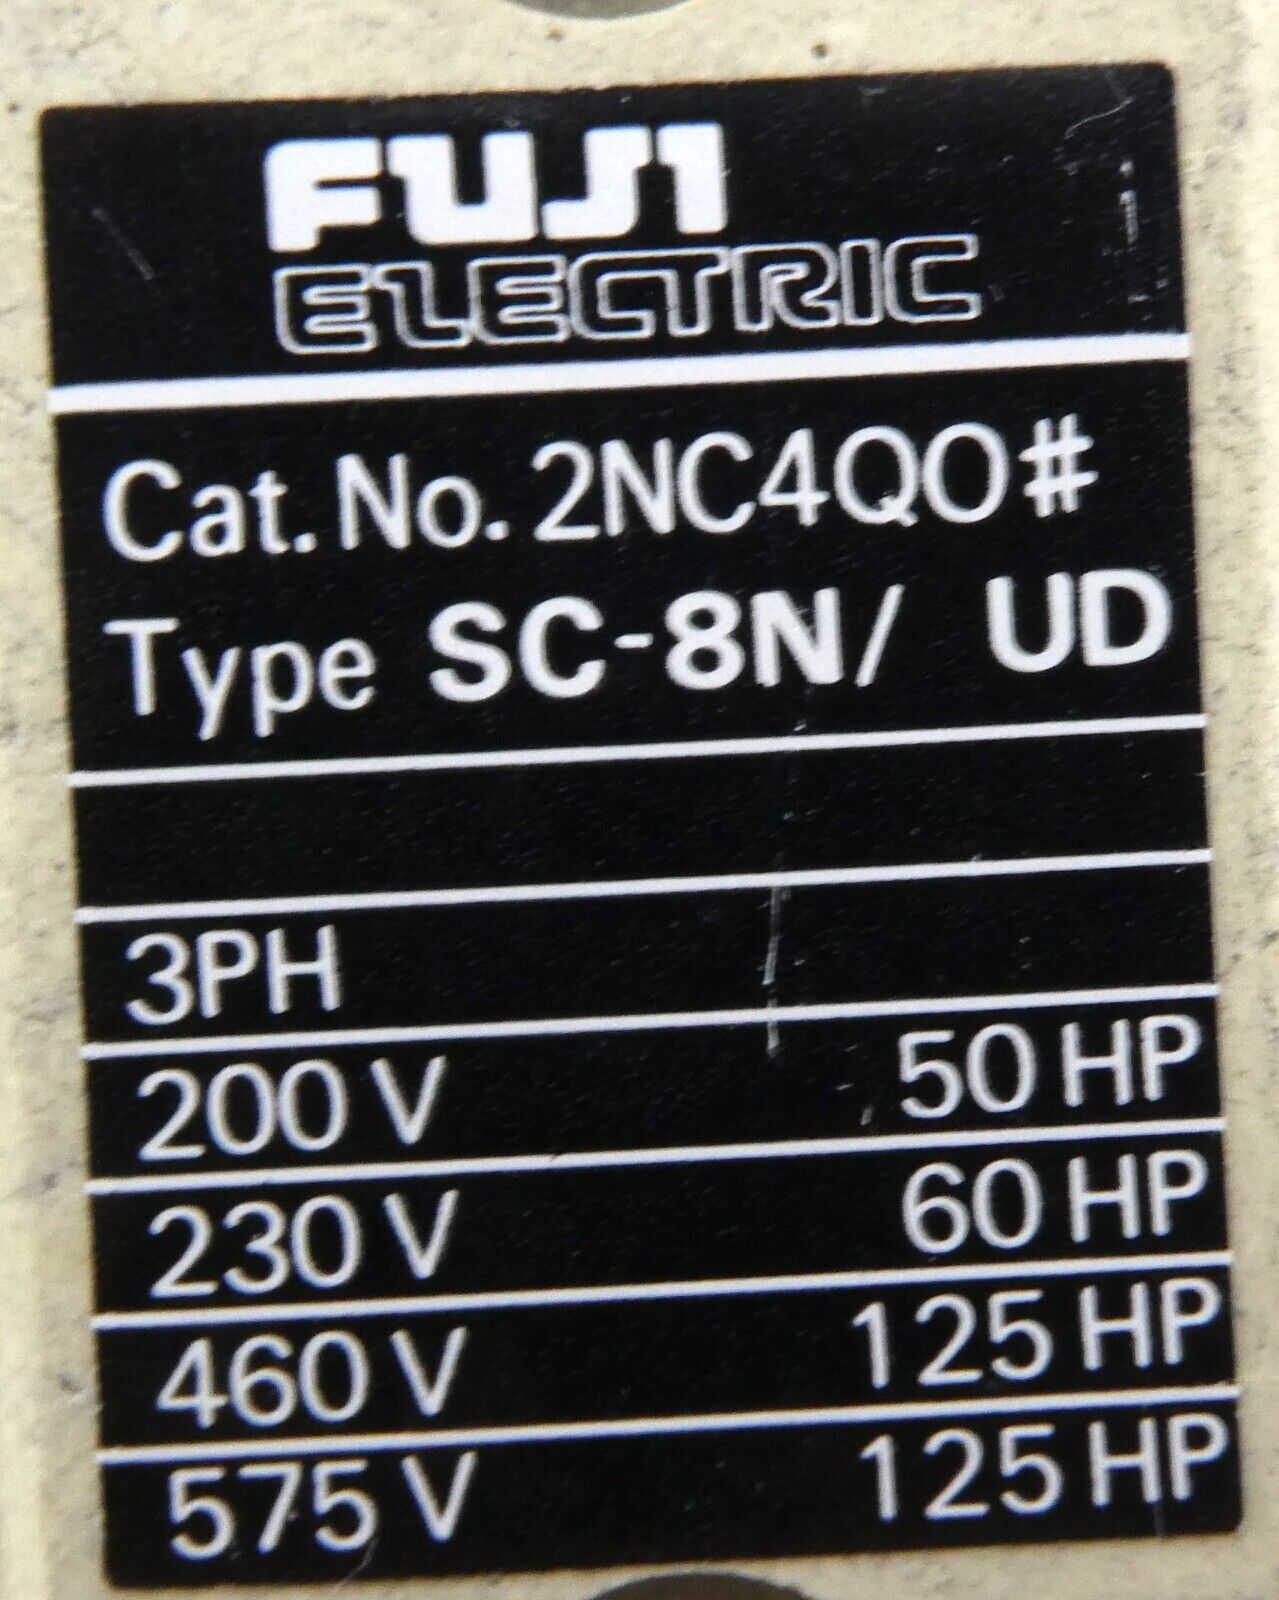 FUJI
ELECTRIC
Cat. No. 2NC4Q0#
Type SC-8N/ UD
3PH
200 V 50 HP
230 V 60 HP
460 V 125 HP
575 V 125 HP